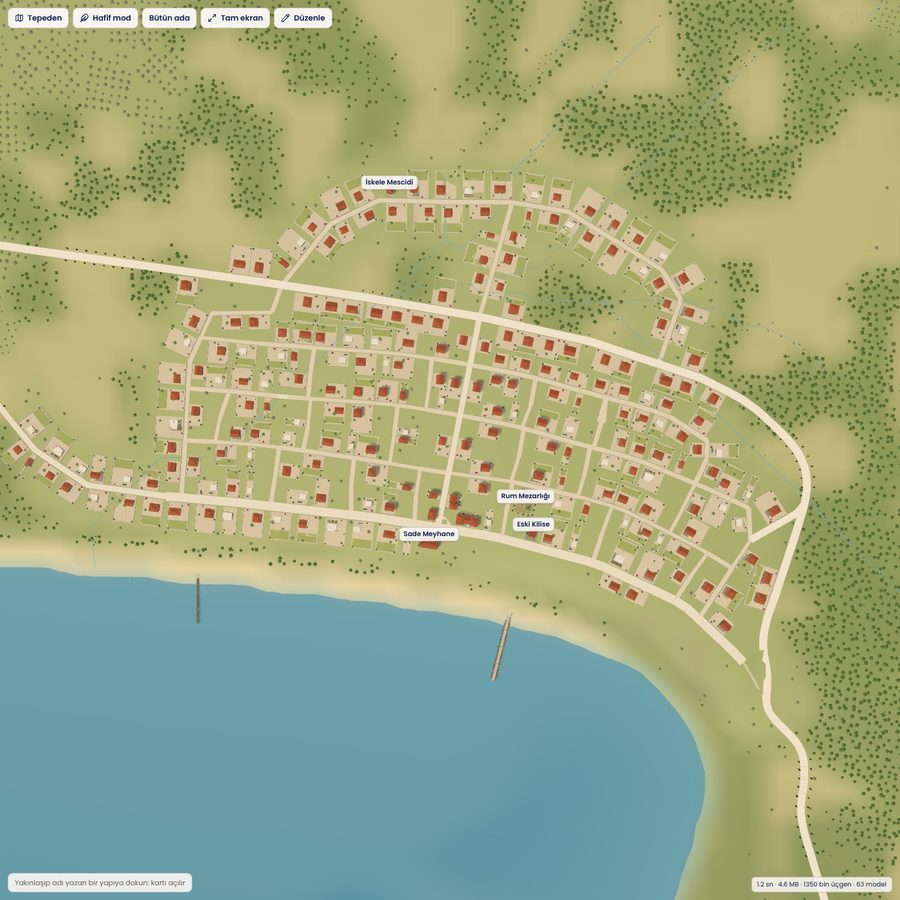 Tepeden
Hafif mod
Bütün ada
Tam ekran
Düzenle
İskele Mescidi
Rum Mezarlığı
Eski Kilise
Sade Meyhane
Yakınlaşıp adı yazan bir yapıya dokun: kartı açılır
1.2 sn · 4.6 MB · 1350 bin üçgen · 63 model